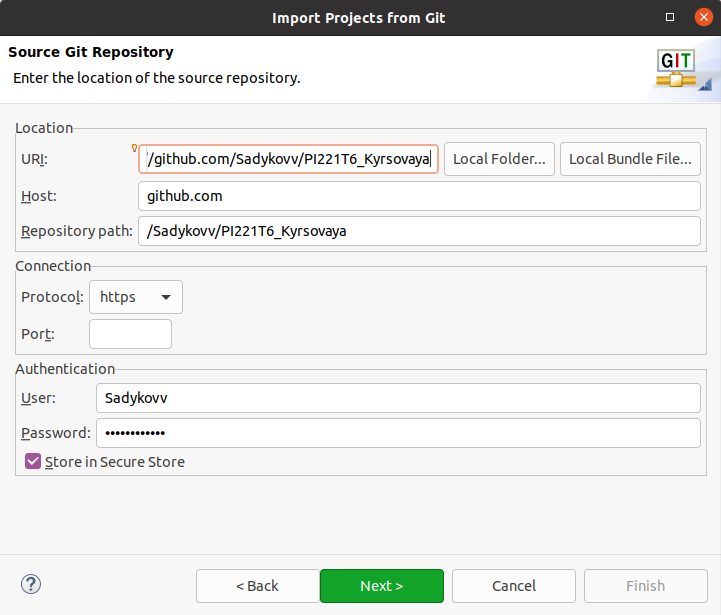 Import Projects from Git
Source Git Repository
Enter the location of the source repository.
GIT
Location
URI: /github.com/Sadykovv/PI221T6_Kyrsovaya Local Folder... Local Bundle File...
Host: github.com
Repository path: /Sadykovv/PI221T6_Kyrsovaya
Connection
Protocol: https
Port:
Authentication
User: Sadykovv
Password: ••••••••••••
Store in Secure Store
? < Back Next > Cancel Finish